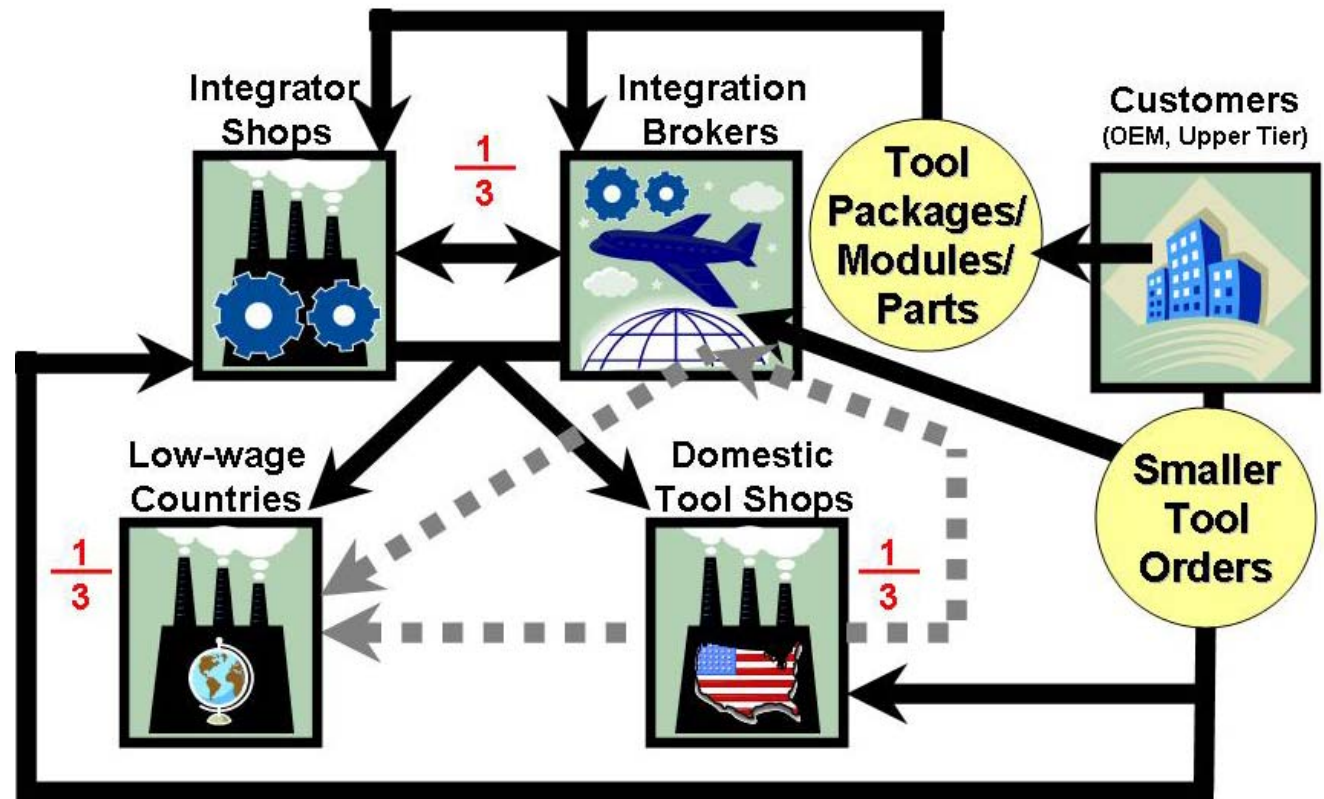 Integrator
Shops
1
3
Integration
Brokers
Tool
Packages/
Modules/
Parts
Customers
(OEM, Upper Tier)
Low-wage
Countries
1
3
Domestic
Tool Shops
1
3
Smaller
Tool
Orders